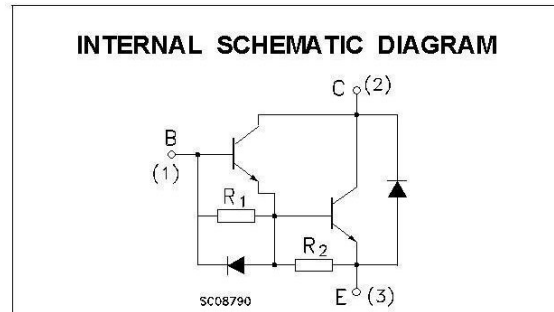 INTERNAL SCHEMATIC DIAGRAM
C (2)
B
(1)
R1
R2
SC08790
E (3)